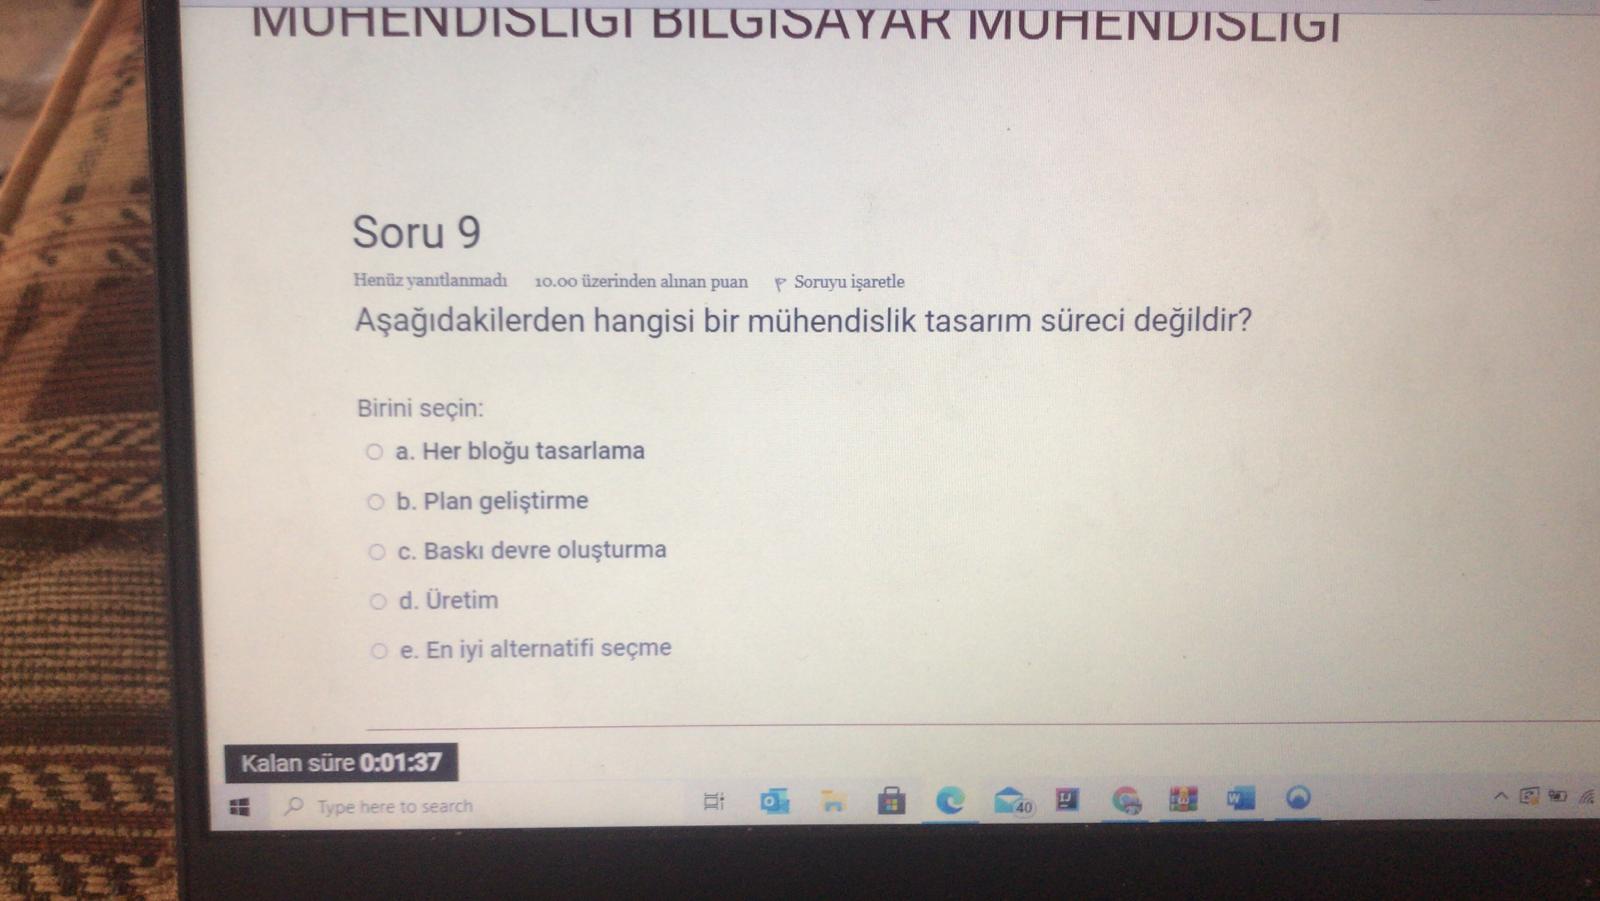 MÜHENDİSLİĞİ BİLGİSAYAR MÜHENDİSLİĞİ
Soru 9
Henüz yanıtlanmadı 10.00 üzerinden alınan puan Soruyu işaretle
Aşağıdakilerden hangisi bir mühendislik tasarım süreci değildir?
Birini seçin:
a. Her bloğu tasarlama
b. Plan geliştirme
c. Baskı devre oluşturma
d. Üretim
e. En iyi alternatifi seçme
Kalan süre 0:01:37
Type here to search
40